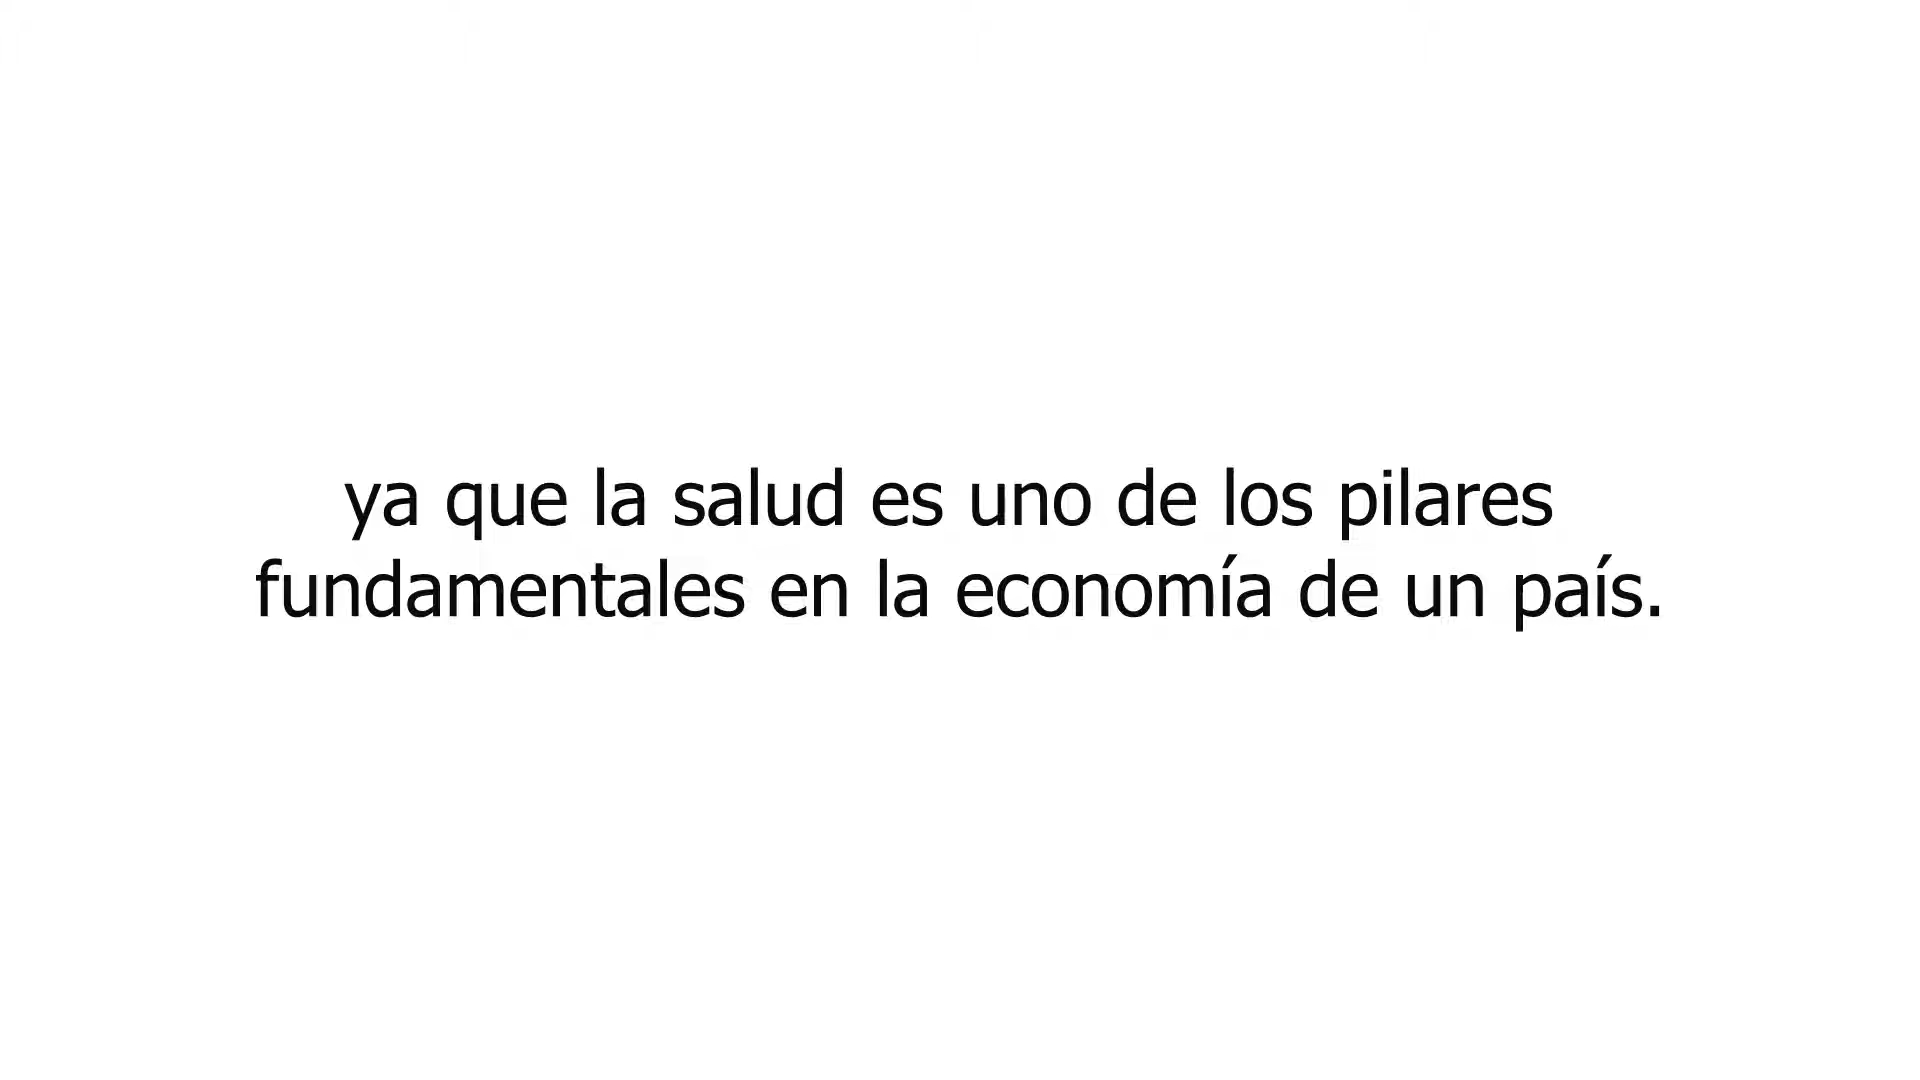 ya que la salud es uno de los pilares
fundamentales en la economía de un país.